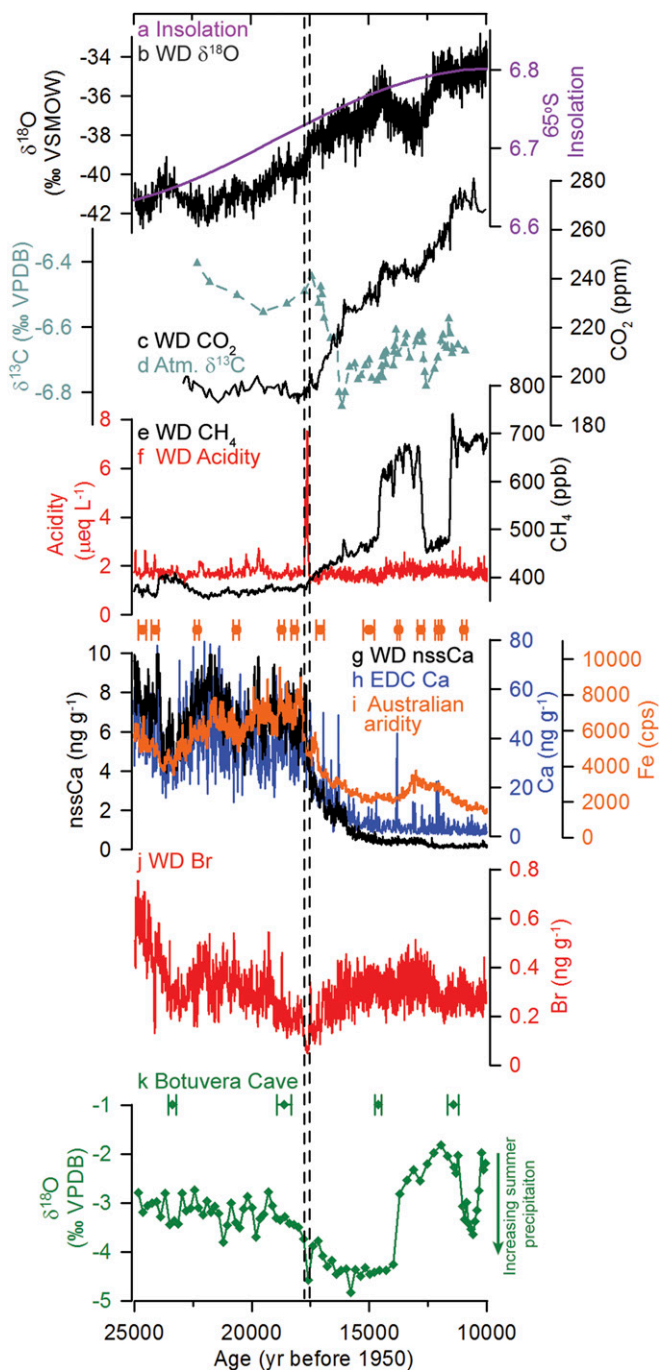 a Insolation
b WD δ¹⁸O
-34
-36
-38
-40
-42
δ¹⁸O
(‰ VSMOW)
6.8
6.7
6.6
65°S
Insolation
280
260
240
220
200
180
CO₂ (ppm)
-6.4
-6.6
-6.8
δ¹³C (‰ VPDB)
c WD CO₂
d Atm. δ¹³C
e WD CH₄
f WD Acidity
8
6
4
2
0
Acidity
(µeq L⁻¹)
800
700
600
500
400
CH₄ (ppb)
g WD nssCa
h EDC Ca
i Australian
aridity
10
8
6
4
2
0
nssCa (ng g⁻¹)
80
60
40
20
0
Ca (ng g⁻¹)
10000
8000
6000
4000
2000
0
Fe (cps)
j WD Br
0.8
0.6
0.4
0.2
0
Br (ng g⁻¹)
k Botuvera Cave
-1
-2
-3
-4
-5
δ¹⁸O
(‰ VPDB)
Increasing summer
precipitaiton
25000
20000
15000
10000
Age (yr before 1950)